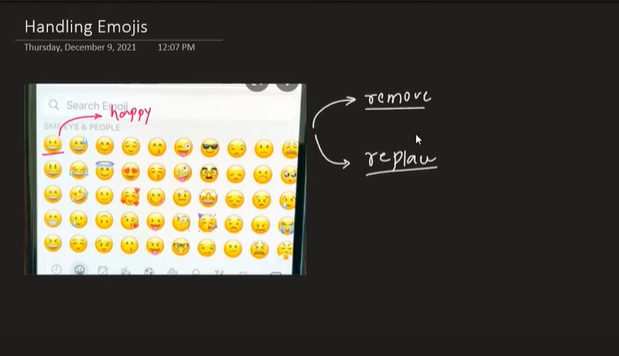 Handling Emojis
Thursday, December 9, 2021 12:07 PM
Search Emoji
happy
SMILEYS & PEOPLE
remove
replace